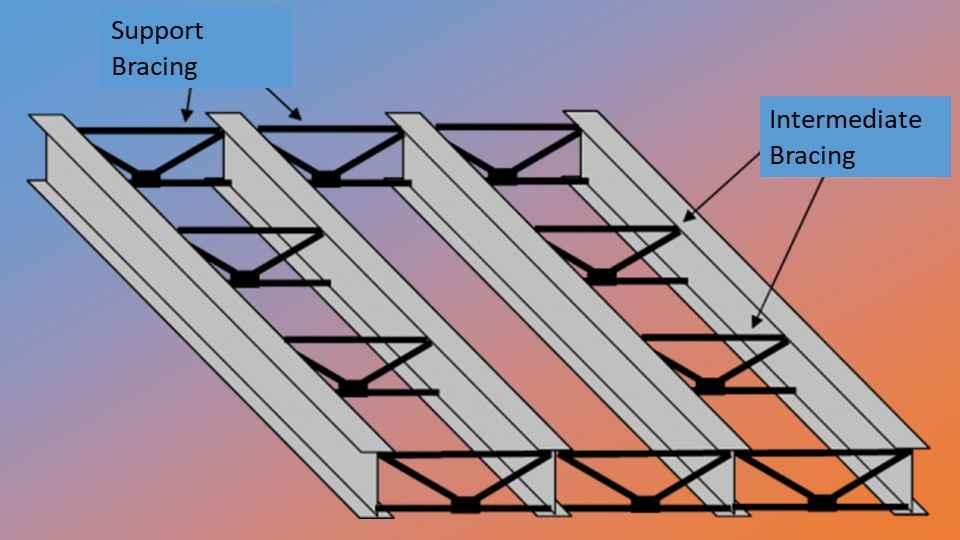 Support
Bracing
Intermediate
Bracing